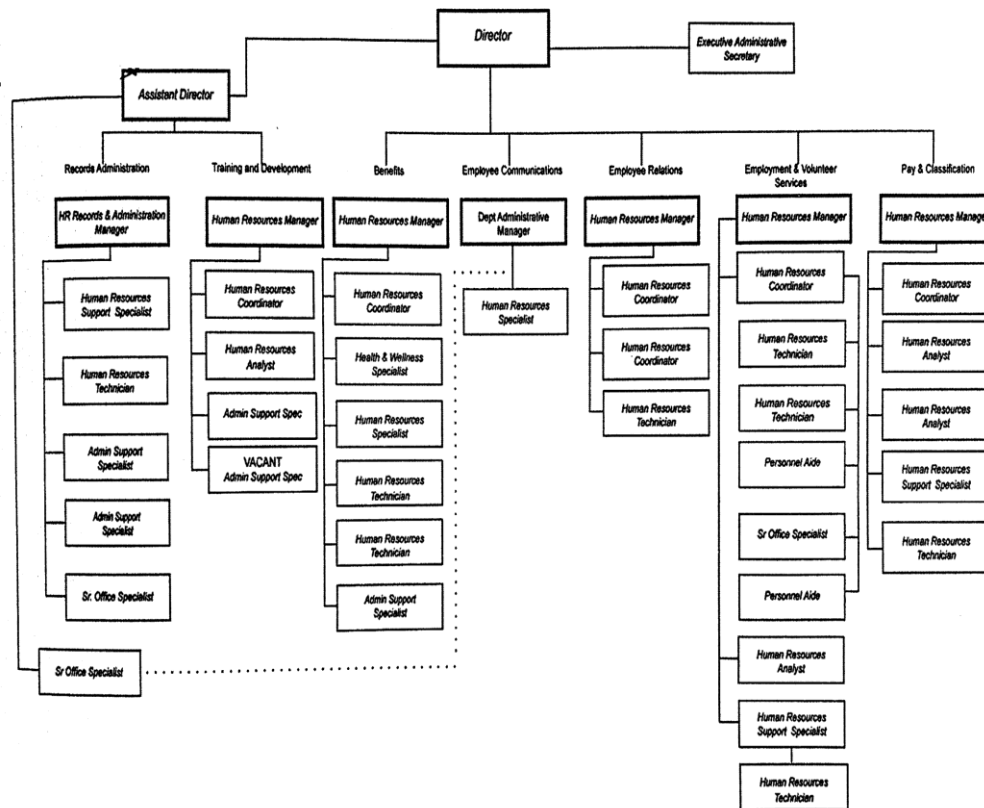 Director
Executive Administrative
Secretary
Assistant Director
Records Administration
Training and Development
Benefits
Employee Communications
Employee Relations
Employment & Volunteer
Services
Pay & Classification
HR Records & Administration
Manager
Human Resources Manager
Human Resources Manager
Dept Administrative
Manager
Human Resources Manager
Human Resources Manager
Human Resources Manage
Human Resources
Support Specialist
Human Resources
Technician
Admin Support
Specialist
Admin Support
Specialist
Sr. Office Specialist
Sr Office Specialist
Human Resources
Coordinator
Human Resources
Analyst
Admin Support Spec
VACANT
Admin Support Spec
Human Resources
Coordinator
Health & Wellness
Specialist
Human Resources
Specialist
Human Resources
Technician
Human Resources
Technician
Admin Support
Specialist
Human Resources
Specialist
Human Resources
Coordinator
Human Resources
Coordinator
Human Resources
Technician
Human Resources
Coordinator
Human Resources
Technician
Human Resources
Technician
Personnel Aide
Sr Office Specialist
Personnel Aide
Human Resources
Analyst
Human Resources
Support Specialist
Human Resources
Technician
Human Resources
Coordinator
Human Resources
Analyst
Human Resources
Analyst
Human Resources
Support Specialist
Human Resources
Technician